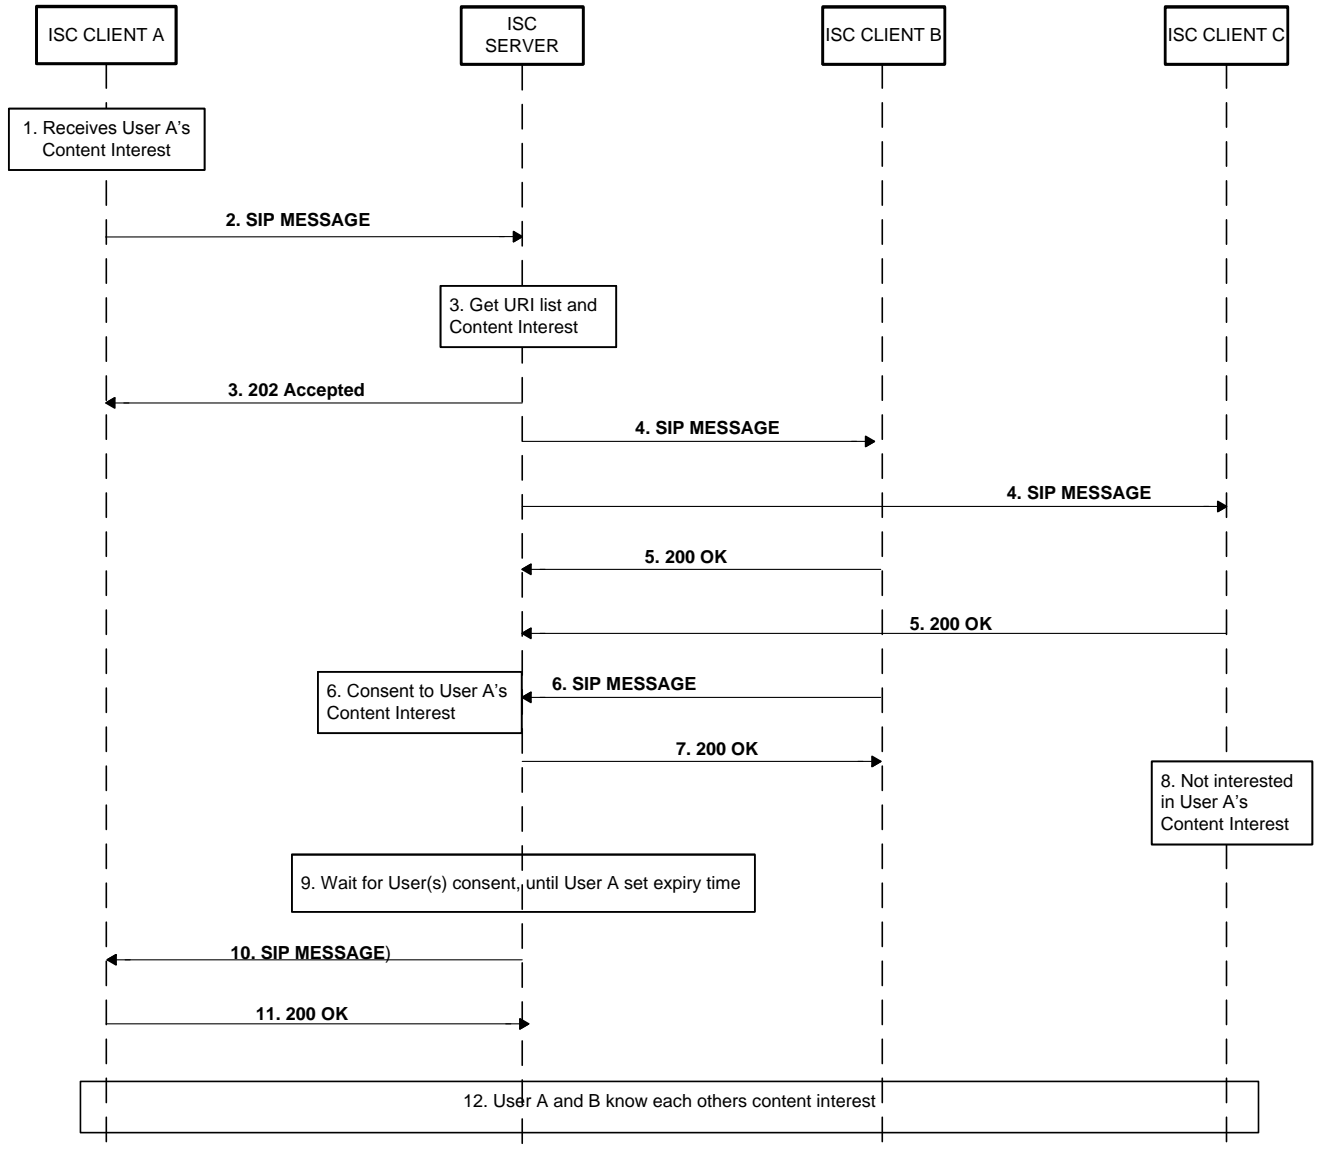 ISC CLIENT A
ISC
SERVER
ISC CLIENT B
ISC CLIENT C
1. Receives User A’s
Content Interest
2. SIP MESSAGE
3. Get URI list and
Content Interest
3. 202 Accepted
4. SIP MESSAGE
4. SIP MESSAGE
5. 200 OK
5. 200 OK
6. Consent to User A’s
Content Interest
6. SIP MESSAGE
7. 200 OK
8. Not interested
in User A’s
Content Interest
9. Wait for User(s) consent, until User A set expiry time
10. SIP MESSAGE)
11. 200 OK
12. User A and B know each others content interest